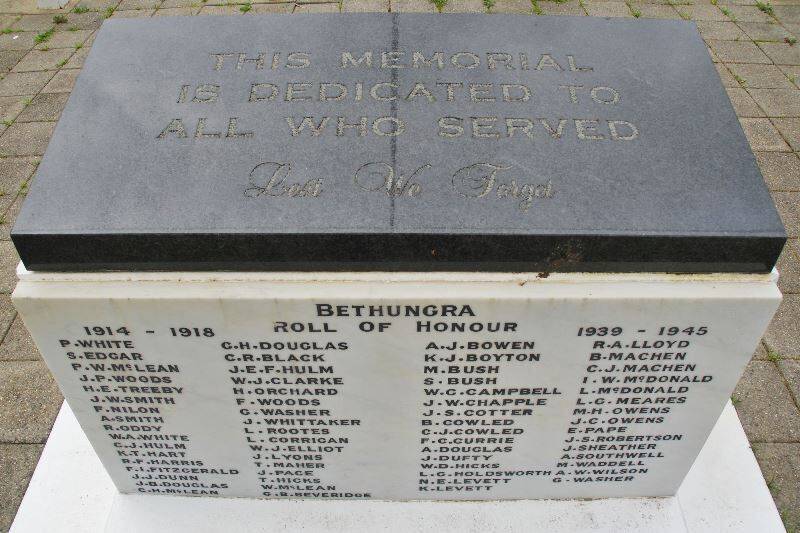 THIS MEMORIAL
IS DEDICATED TO
ALL WHO SERVED
Lest We Forget
BETHUNGRA
ROLL OF HONOUR
1914 - 1918
P. WHITE
S. EDGAR
P.W. McLEAN
J.P. WOODS
H.E. TREEBY
J.W. SMITH
P. NILON
A. SMITH
R. ODDY
W.A. WHITE
C.J. HULM
K.T. HART
R.F. HARRIS
F.J. FITZGERALD
J.J. DUNN
J.B. DOUGLAS
C.H. McLEAN
G.H. DOUGLAS
C.R. BLACK
J.E.F. HULM
W.J. CLARKE
H. ORCHARD
F. WOODS
G. WASHER
J. WHITTAKER
L. ROOTES
L. CORRIGAN
W.J. ELLIOT
J. LYONS
T. MAHER
J. PACE
T. HICKS
W. McLEAN
G.B. BEVERIDGE
1939 - 1945
A.J. BOWEN
K.J. BOYTON
M. BUSH
S. BUSH
W.G. CAMPBELL
F.W. CHAPPLE
J.S. COTTER
B. COWLED
C.J. COWLED
F.C. CURRIE
A. DOUGLAS
J. DUFTY
W.D. HICKS
L.G. HOLDSWORTH
N.E. LEVETT
K. LEVETT
R.A. LLOYD
B. MACHEN
C.J. MACHEN
I.W. McDONALD
L. McDONALD
L.G. MEARES
M.H. OWENS
J.C. OWENS
E. PAPE
J.S. ROBERTSON
J. SHEATHER
A. SOUTHWELL
M. WADDELL
A.W. WILSON
G. WASHER